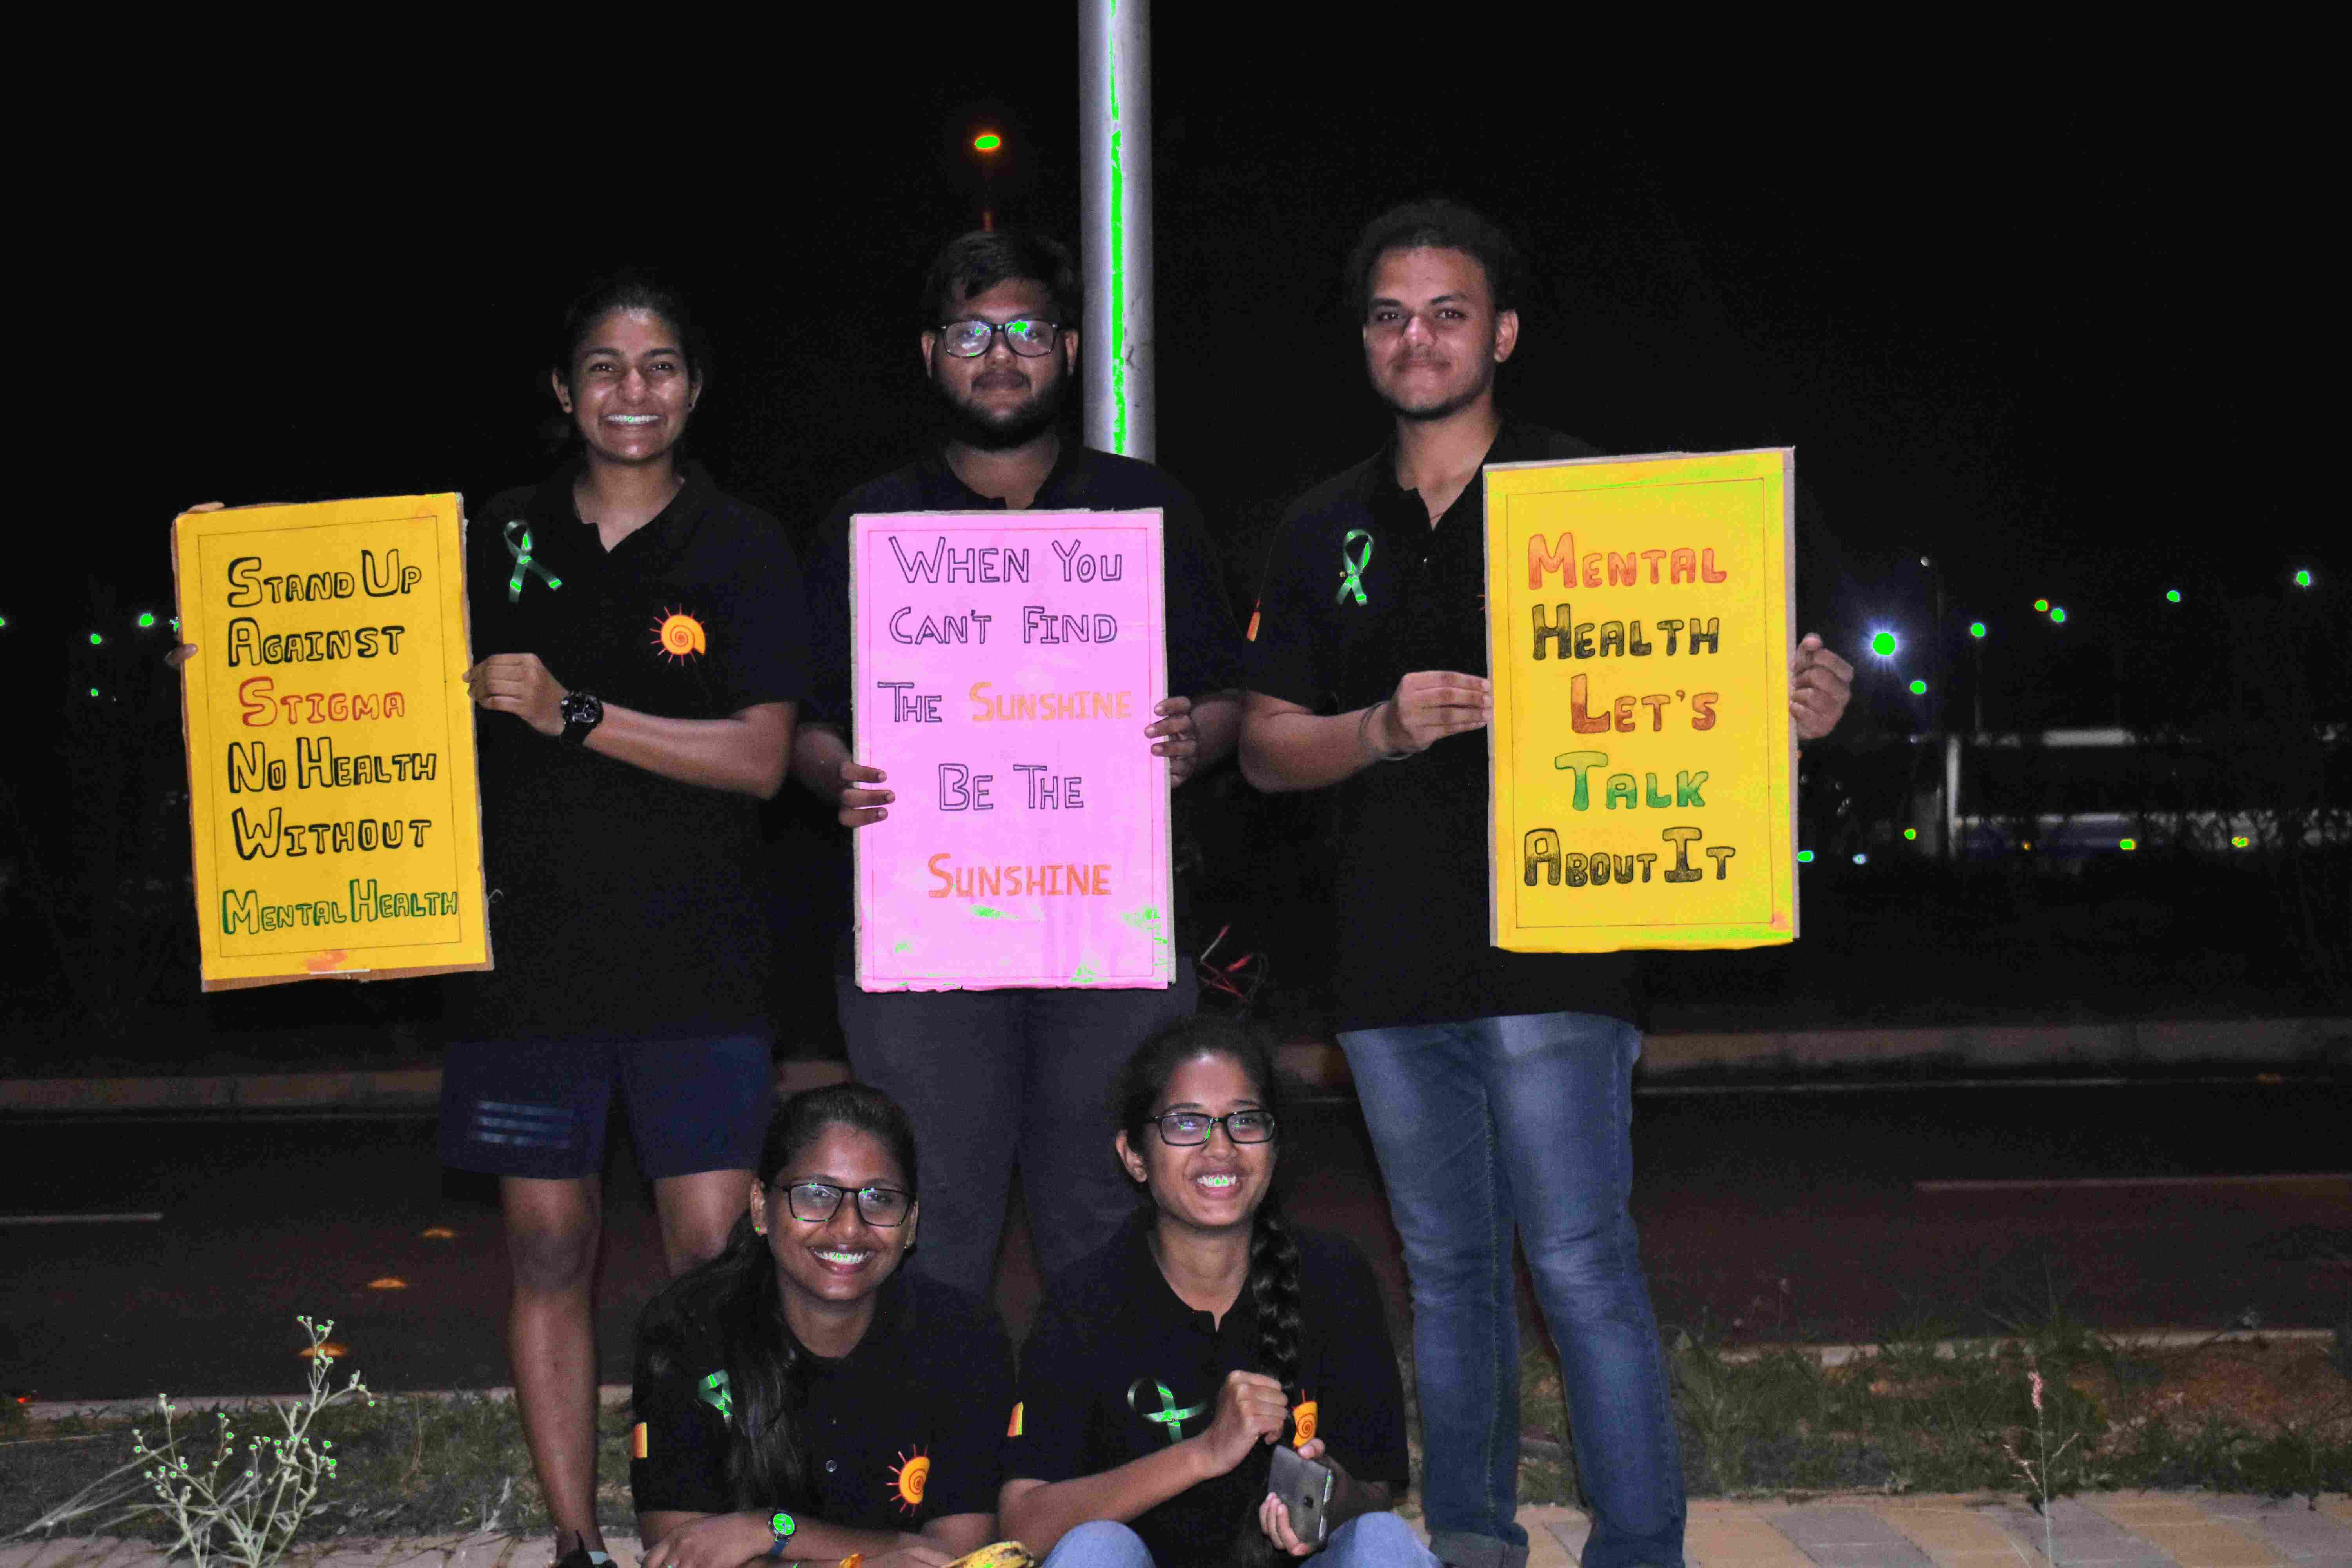 STAND UP
AGAINST
STIGMA
NO HEALTH
WITHOUT
MENTAL HEALTH
WHEN YOU
CAN'T FIND
THE SUNSHINE
BE THE
SUNSHINE
MENTAL
HEALTH
LET'S
TALK
ABOUT IT